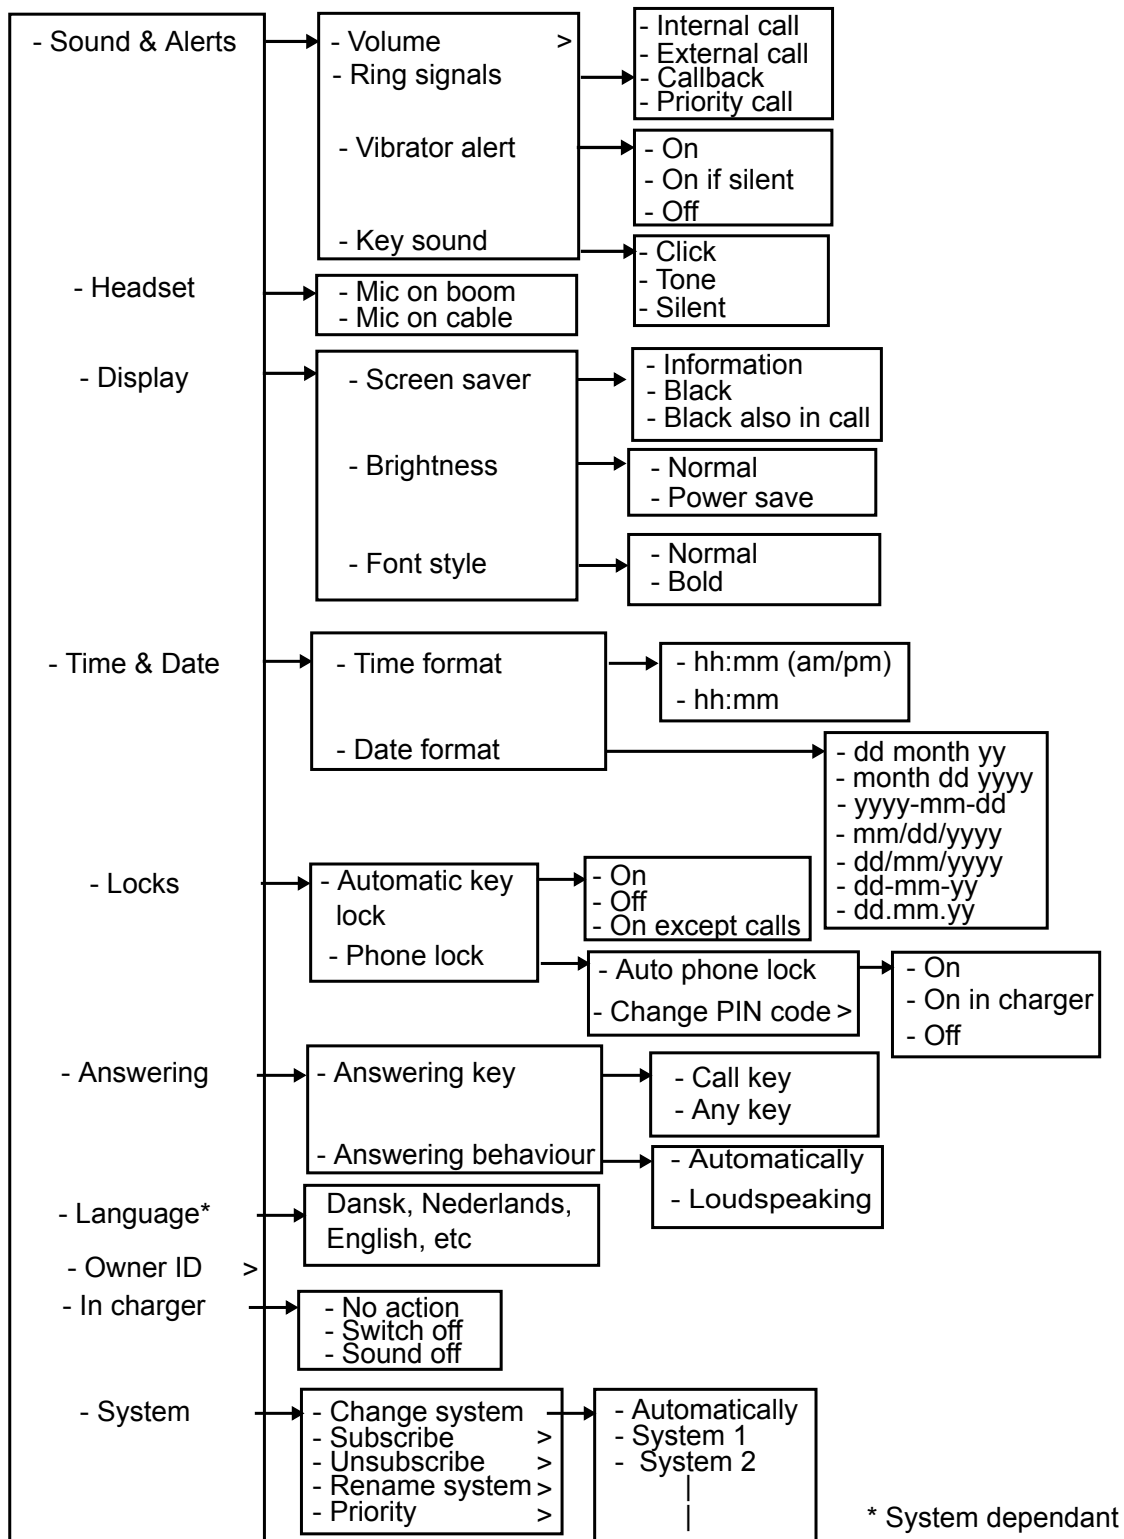 - Sound & Alerts
- Volume >
- Ring signals
- Internal call
- External call
- Callback
- Priority call
- Vibrator alert
- On
- On if silent
- Off
- Key sound
- Click
- Tone
- Silent
- Headset
- Mic on boom
- Mic on cable
- Display
- Screen saver
- Information
- Black
- Black also in call
- Brightness
- Normal
- Power save
- Font style
- Normal
- Bold
- Time & Date
- Time format
- hh:mm (am/pm)
- hh:mm
- Date format
- dd month yy
- month dd yyyy
- yyyy-mm-dd
- mm/dd/yyyy
- dd/mm/yyyy
- dd-mm-yy
- dd.mm.yy
- Locks
- Automatic key
lock
- On
- Off
- On except calls
- Phone lock
- Auto phone lock
- Change PIN code >
- On
- On in charger
- Off
- Answering
- Answering key
- Call key
- Any key
- Answering behaviour
- Automatically
- Loudspeaking
- Language*
Dansk, Nederlands,
English, etc
- Owner ID >
- In charger
- No action
- Switch off
- Sound off
- System
- Change system
- Subscribe >
- Unsubscribe >
- Rename system >
- Priority >
- Automatically
- System 1
- System 2
* System dependant